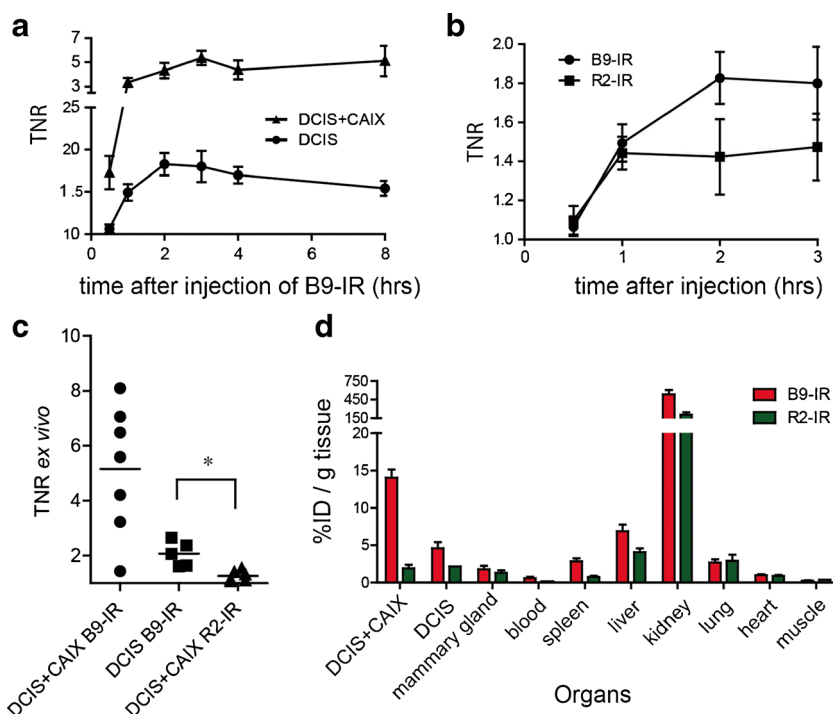 a
7
5
3
25
20
1.5
10
TNR
DCIS+CAIX
DCIS
0 2 4 6 8
time after injection of B9-IR (hrs)
b
2.0
1.8
1.6
1.4
1.2
1.0
TNR
B9-IR
R2-IR
0 1 2 3
time after injection (hrs)
c
10
8
6
4
2
TNR ex vivo
*
DCIS+CAIX B9-IR
DCIS B9-IR
DCIS+CAIX R2-IR
d
750
450
150
20
15
10
5
0
%ID / g tissue
B9-IR
R2-IR
DCIS+CAIX
DCIS
mammary gland
blood
spleen
liver
kidney
lung
heart
muscle
Organs